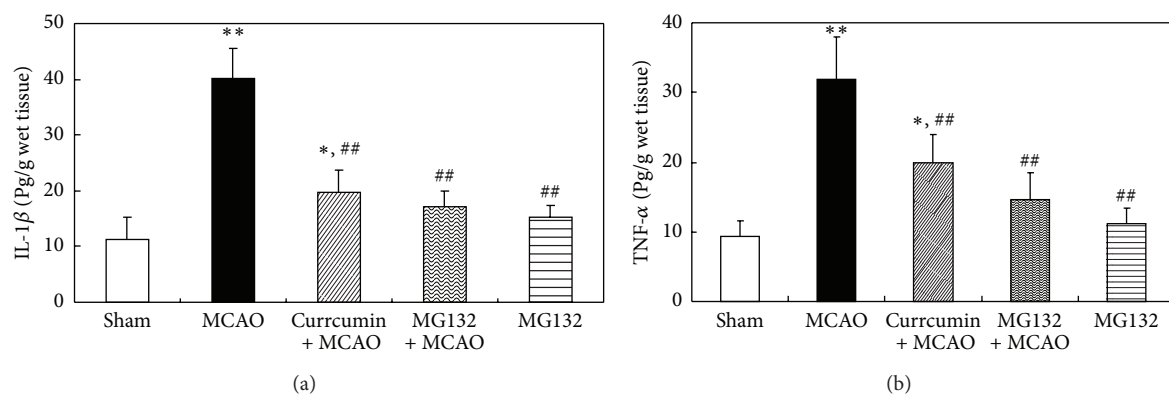 50
40
30
20
10
0
IL-1β (Pg/g wet tissue)
**
*, ##
##
##
Sham
MCAO
Currcumin
+ MCAO
MG132
+ MCAO
MG132
(a)
40
30
20
10
0
TNF-α (Pg/g wet tissue)
**
*, ##
##
##
Sham
MCAO
Currcumin
+ MCAO
MG132
+ MCAO
MG132
(b)